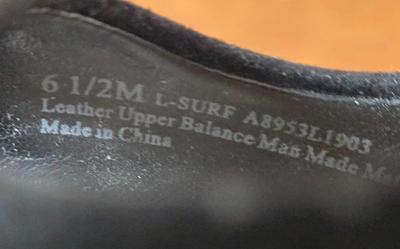 6 1/2M L-SURF A8953L1903
Leather Upper Balance Man Made
Made in China